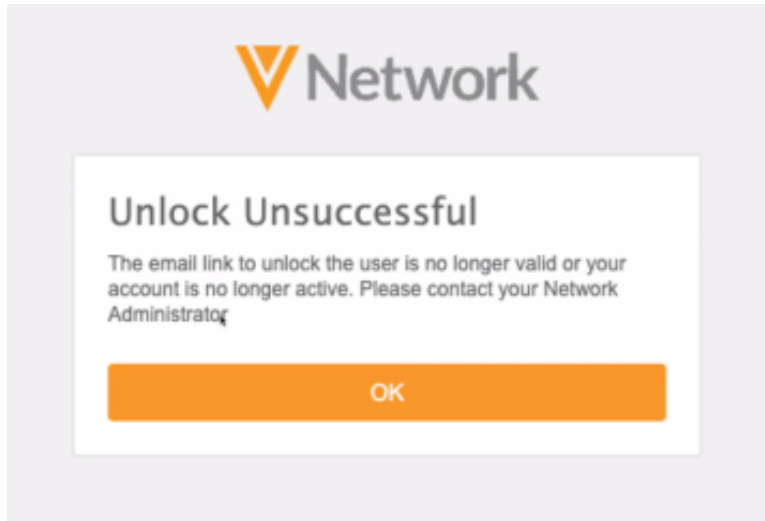 Network
Unlock Unsuccessful
The email link to unlock the user is no longer valid or your
account is no longer active. Please contact your Network
Administrator
OK